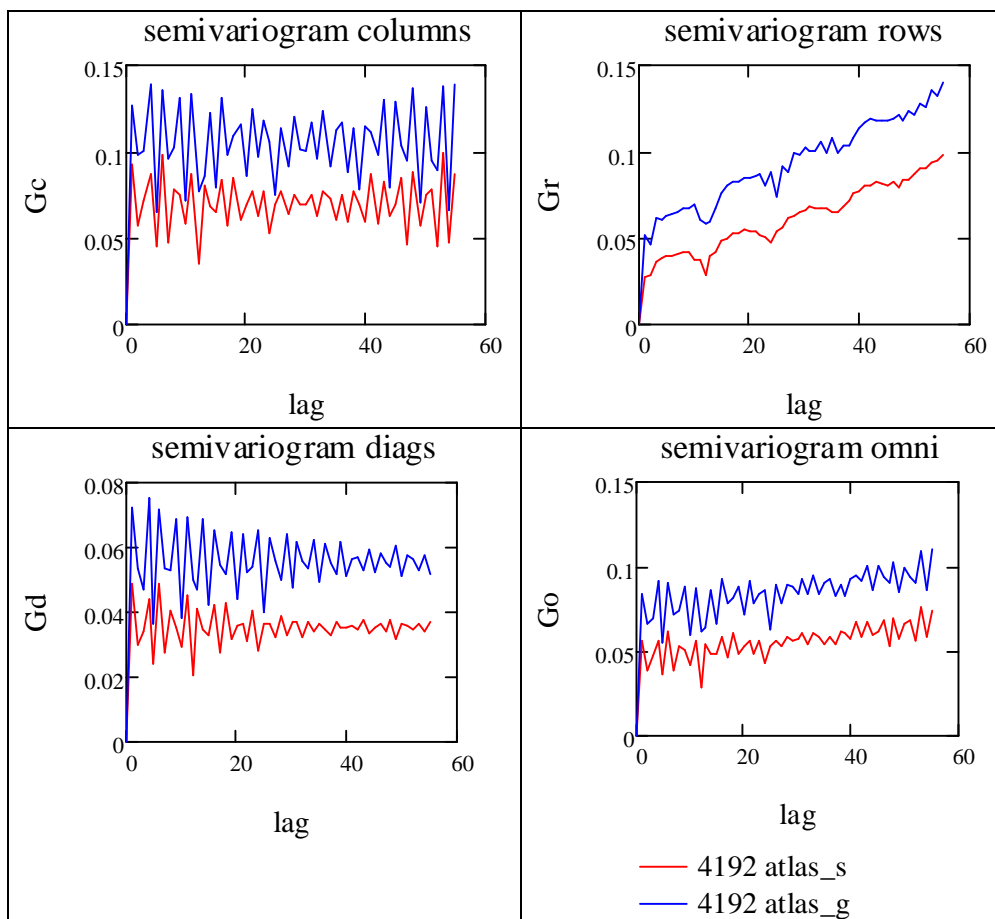 semivariogram columns
0.15
0.1
0.05
0
Gc
0 20 40 60
lag
semivariogram rows
0.15
0.1
0.05
0
Gr
0 20 40 60
lag
semivariogram diags
0.08
0.06
0.04
0.02
0
Gd
0 20 40 60
lag
semivariogram omni
0.15
0.1
0.05
0
Go
0 20 40 60
lag
4192 atlas_s
4192 atlas_g